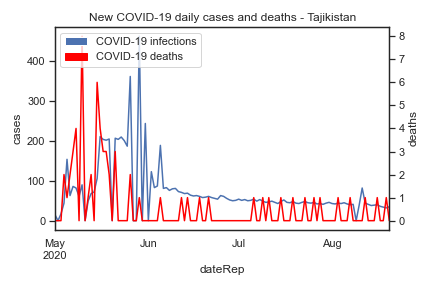 New COVID-19 daily cases and deaths - Tajikistan
COVID-19 infections
COVID-19 deaths
400
300
200
100
0
cases
8
7
6
5
4
3
2
1
0
deaths
May
2020
Jun
Jul
Aug
dateRep